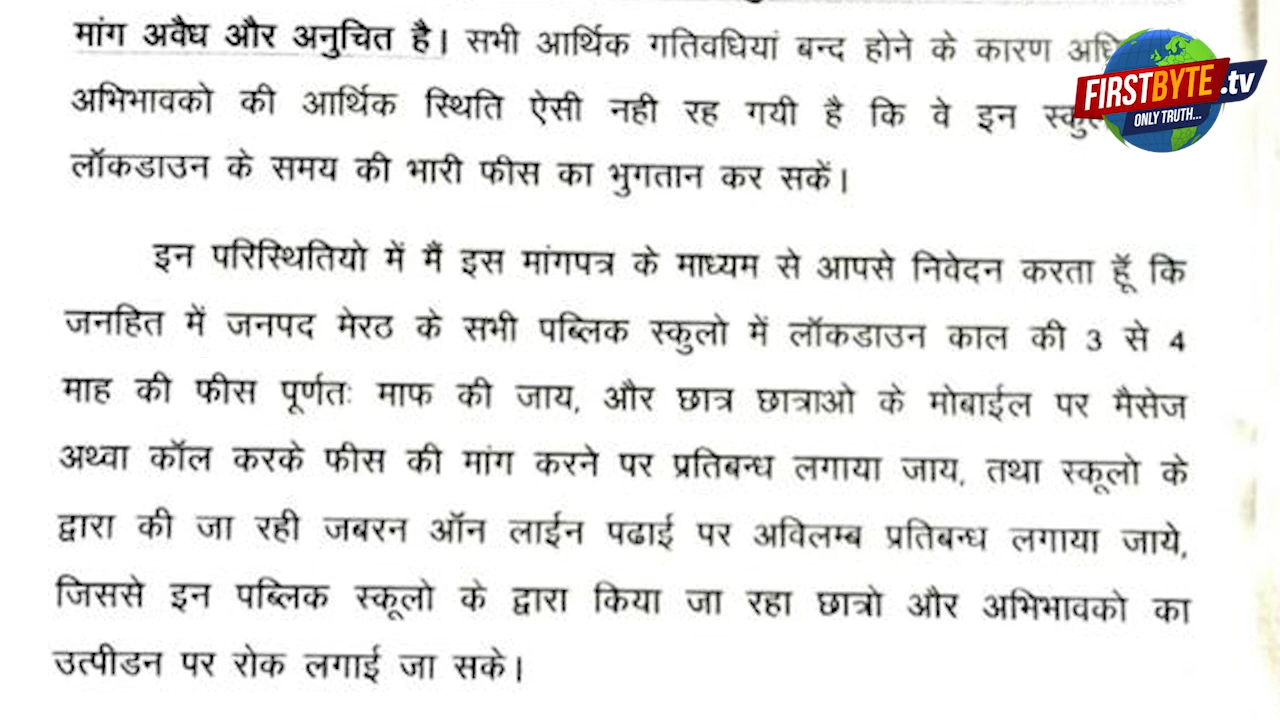 मांग अवैध और अनुचित है। सभी आर्थिक गतिवधियां बन्द होने के कारण
अभिभावको की आर्थिक स्थिति ऐसी नही रह गयी है कि वे इन
लॉकडाउन के समय की भारी फीस का भुगतान कर सकें।
इन परिस्थितियो में मैं इस मांगपत्र के माध्यम से आपसे निवेदन करता हूँ कि
जनहित में जनपद मेरठ के सभी पब्लिक स्कुलो में लॉकडाउन काल की 3 से 4
माह की फीस पूर्णतः माफ की जाय, और छात्र छात्राओ के मोबाईल पर मैसेज
अथ्वा कॉल करके फीस की मांग करने पर प्रतिबन्ध लगाया जाय, तथा स्कूलो के
द्वारा की जा रही जबरन ऑन लाईन पढाई पर अविलम्ब प्रतिबन्ध लगाया जाये,
जिससे इन पब्लिक स्कूलो के द्वारा किया जा रहा छात्रो और अभिभावको का
उत्पीडन पर रोक लगाई जा सके।
FIRSTBYTE.tv
ONLY TRUTH...